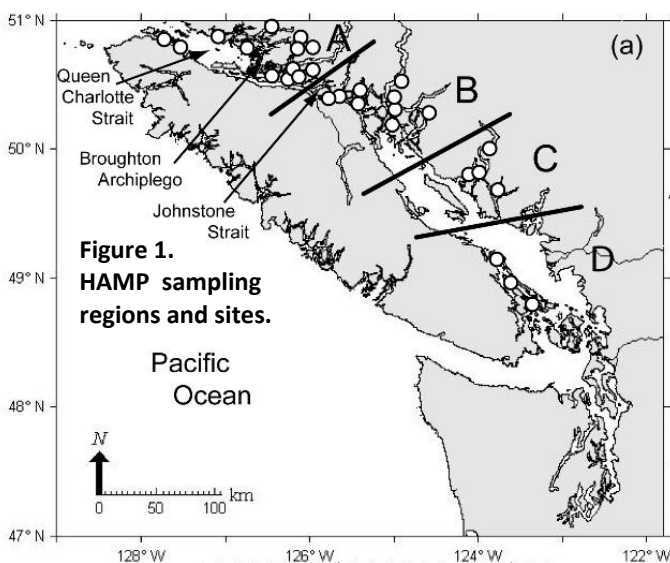 51° N
50° N
49° N
48° N
47° N
(a)
A
B
C
D
Queen
Charlotte
Strait
Broughton
Archiplego
Johnstone
Strait
Figure 1.
HAMP sampling
regions and sites.
Pacific
Ocean
N
0 50 100 km
128° W 126° W 124° W 122° W